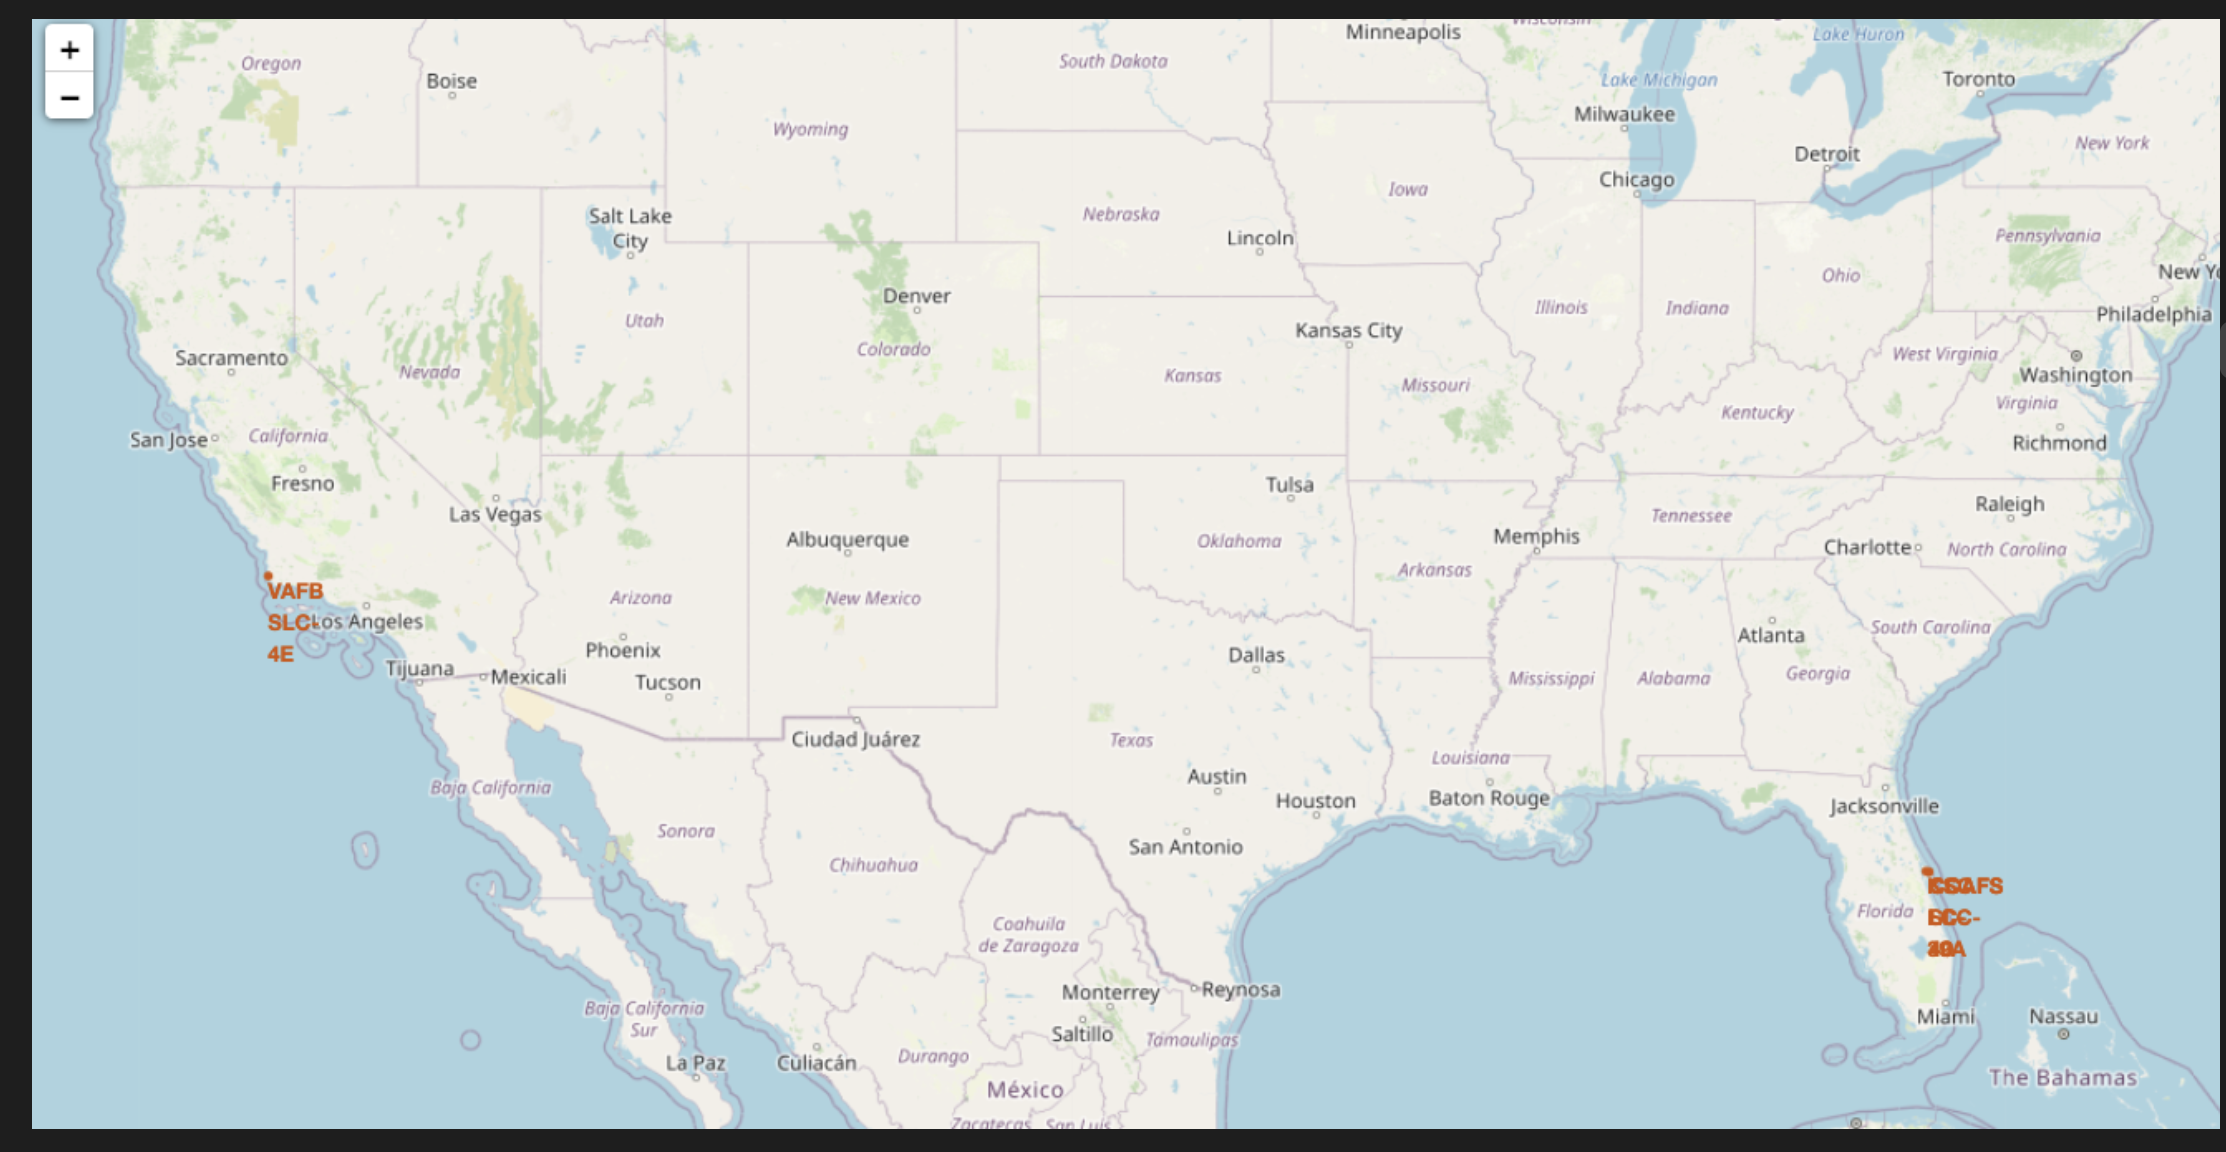 +
−
Oregon
Boise
South Dakota
Minneapolis
Wisconsin
Lake Michigan
Lake Huron
Toronto
Wyoming
Milwaukee
Detroit
New York
Chicago
Iowa
Nebraska
Salt Lake
City
Lincoln
Pennsylvania
Ohio
New Yo
Denver
Utah
Illinois
Indiana
Philadelphia
Kansas City
Colorado
Sacramento
Nevada
Kansas
Missouri
West Virginia
Washington
Virginia
Kentucky
San Jose
California
Richmond
Fresno
Las Vegas
Tulsa
Raleigh
Tennessee
Albuquerque
Oklahoma
Memphis
Charlotte
North Carolina
Arkansas
VAFB
SLC-
4E
Los Angeles
Arizona
New Mexico
South Carolina
Atlanta
Phoenix
Dallas
Tijuana
Mexicali
Tucson
Mississippi
Alabama
Georgia
Ciudad Juárez
Texas
Louisiana
Austin
Houston
Baton Rouge
Jacksonville
Baja California
Sonora
San Antonio
Chihuahua
Florida
Coahuila
de Zaragoza
Monterrey
Reynosa
Baja California
Sur
Saltillo
Tamaulipas
Miami
Nassau
La Paz
Culiacán
Durango
México
The Bahamas
Zacatecas
San Luis